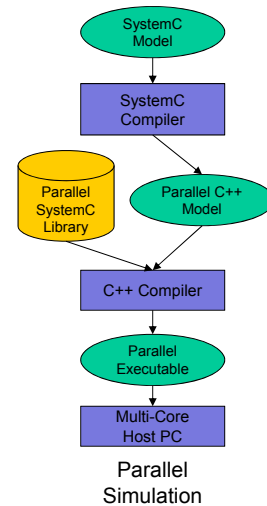 SystemC
Model
SystemC
Compiler
Parallel
SystemC
Library
Parallel C++
Model
C++ Compiler
Parallel
Executable
Multi-Core
Host PC
Parallel
Simulation